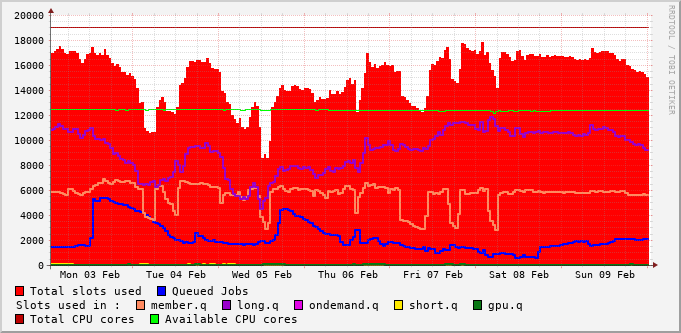 20000
18000
16000
14000
12000
10000
8000
6000
4000
2000
0
Mon 03 Feb Tue 04 Feb Wed 05 Feb Thu 06 Feb Fri 07 Feb Sat 08 Feb Sun 09 Feb
Total slots used Queued Jobs
Slots used in : member.q long.q ondemand.q short.q gpu.q
Total CPU cores Available CPU cores
RRDTOOL / TOBI OETIKER